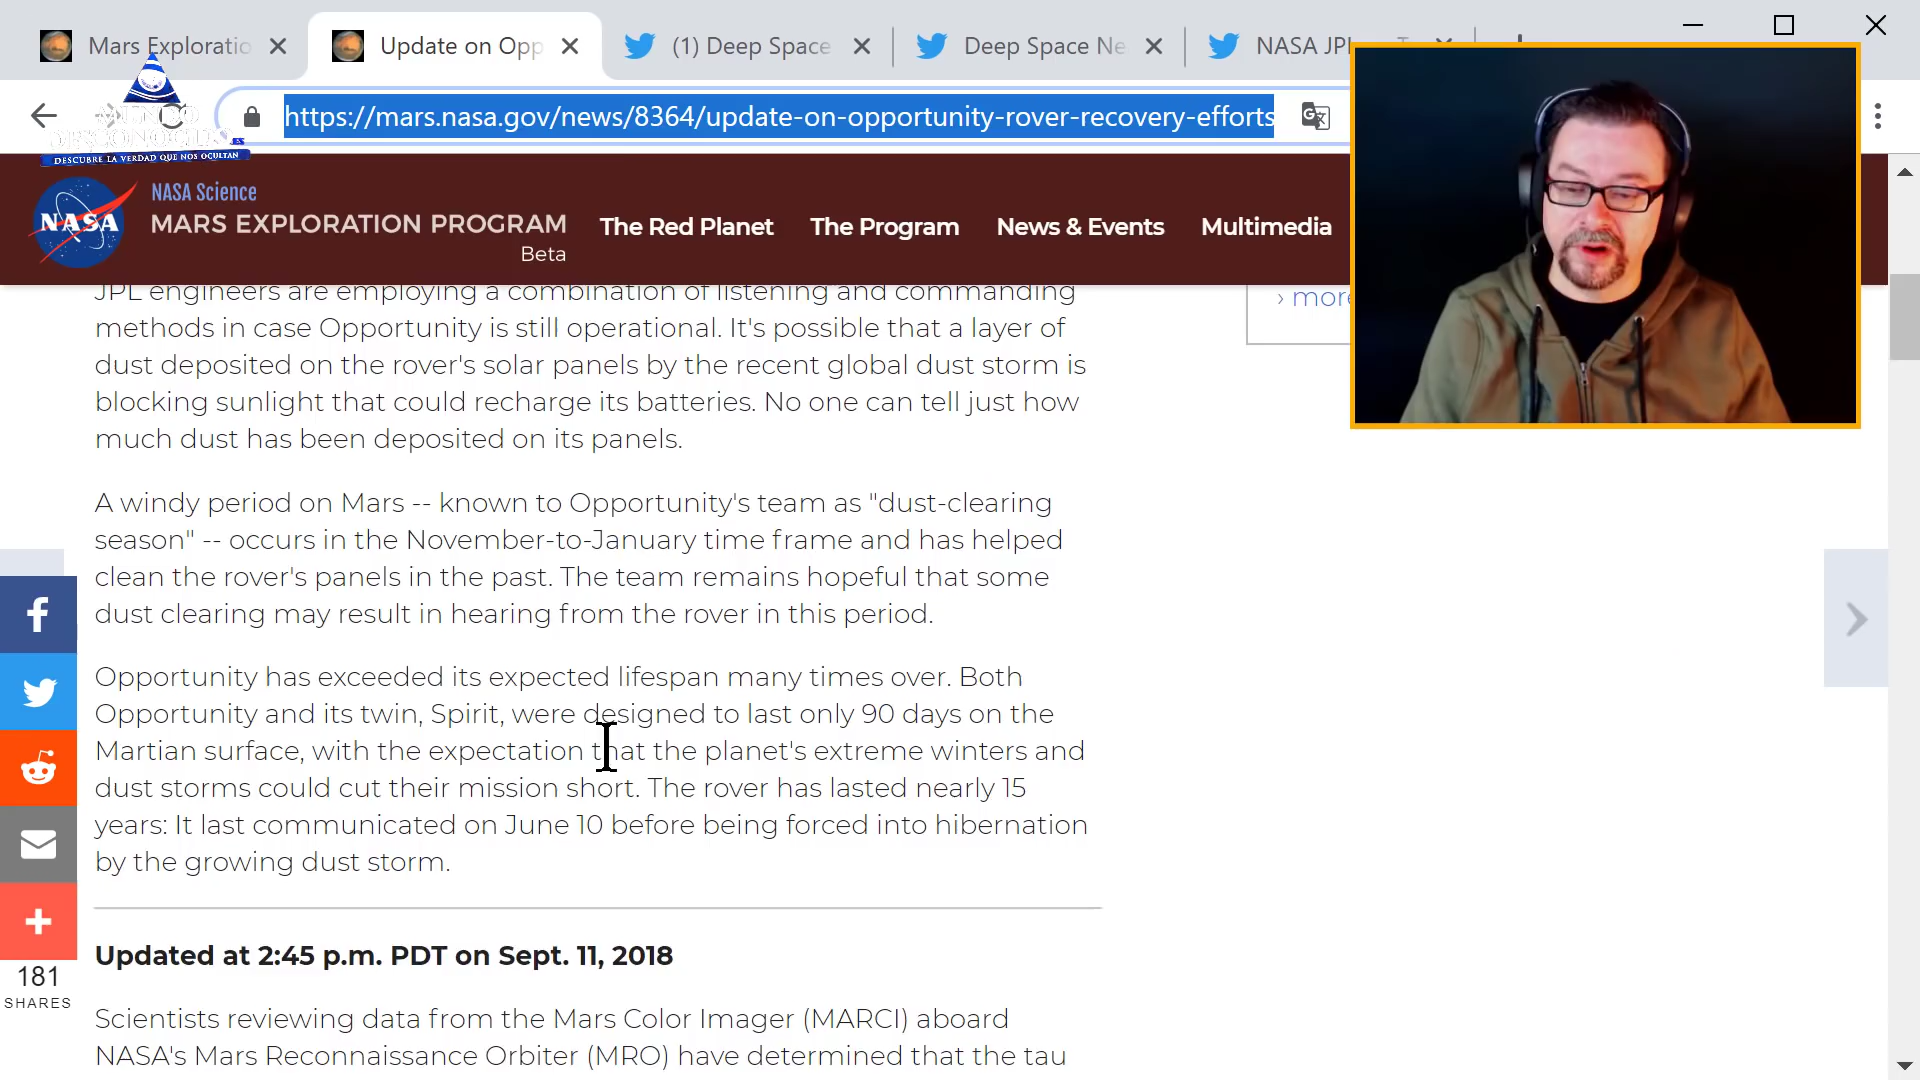 Mars Exploratio
Update on Opp
(1) Deep Space
Deep Space Ne
NASA JPL
https://mars.nasa.gov/news/8364/update-on-opportunity-rover-recovery-efforts
DESCUBRE LA VERDAD QUE NOS OCULTAN
NASA
NASA Science
MARS EXPLORATION PROGRAM
Beta
The Red Planet
The Program
News & Events
Multimedia
JPL engineers are employing a combination of listening and commanding
methods in case Opportunity is still operational. It's possible that a layer of
dust deposited on the rover's solar panels by the recent global dust storm is
blocking sunlight that could recharge its batteries. No one can tell just how
much dust has been deposited on its panels.
› more
A windy period on Mars -- known to Opportunity's team as "dust-clearing
season" -- occurs in the November-to-January time frame and has helped
clean the rover's panels in the past. The team remains hopeful that some
dust clearing may result in hearing from the rover in this period.
Opportunity has exceeded its expected lifespan many times over. Both
Opportunity and its twin, Spirit, were designed to last only 90 days on the
Martian surface, with the expectation that the planet's extreme winters and
dust storms could cut their mission short. The rover has lasted nearly 15
years: It last communicated on June 10 before being forced into hibernation
by the growing dust storm.
181
SHARES
Updated at 2:45 p.m. PDT on Sept. 11, 2018
Scientists reviewing data from the Mars Color Imager (MARCI) aboard
NASA's Mars Reconnaissance Orbiter (MRO) have determined that the tau